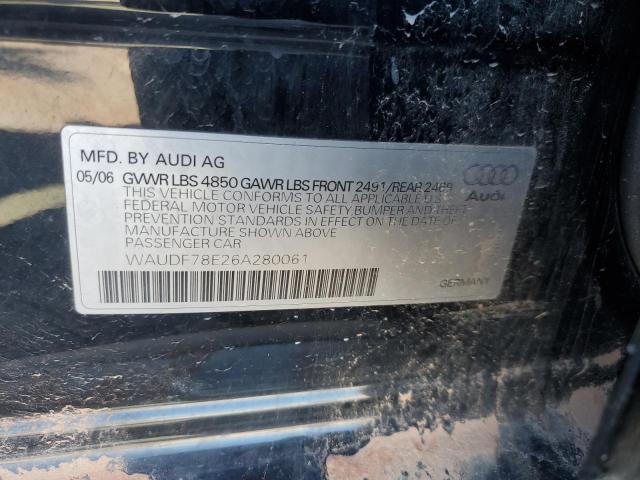 MFD. BY AUDI AG
05/06 GVWR LBS 4850 GAWR LBS FRONT 2491/REAR 2469
THIS VEHICLE CONFORMS TO ALL APPLICABLE U.S.
FEDERAL MOTOR VEHICLE SAFETY BUMPER AND THEFT
PREVENTION STANDARDS IN EFFECT ON THE DATE OF
MANUFACTURE SHOWN ABOVE
PASSENGER CAR
WAUDF78E26A280061
Audi
GERMANY